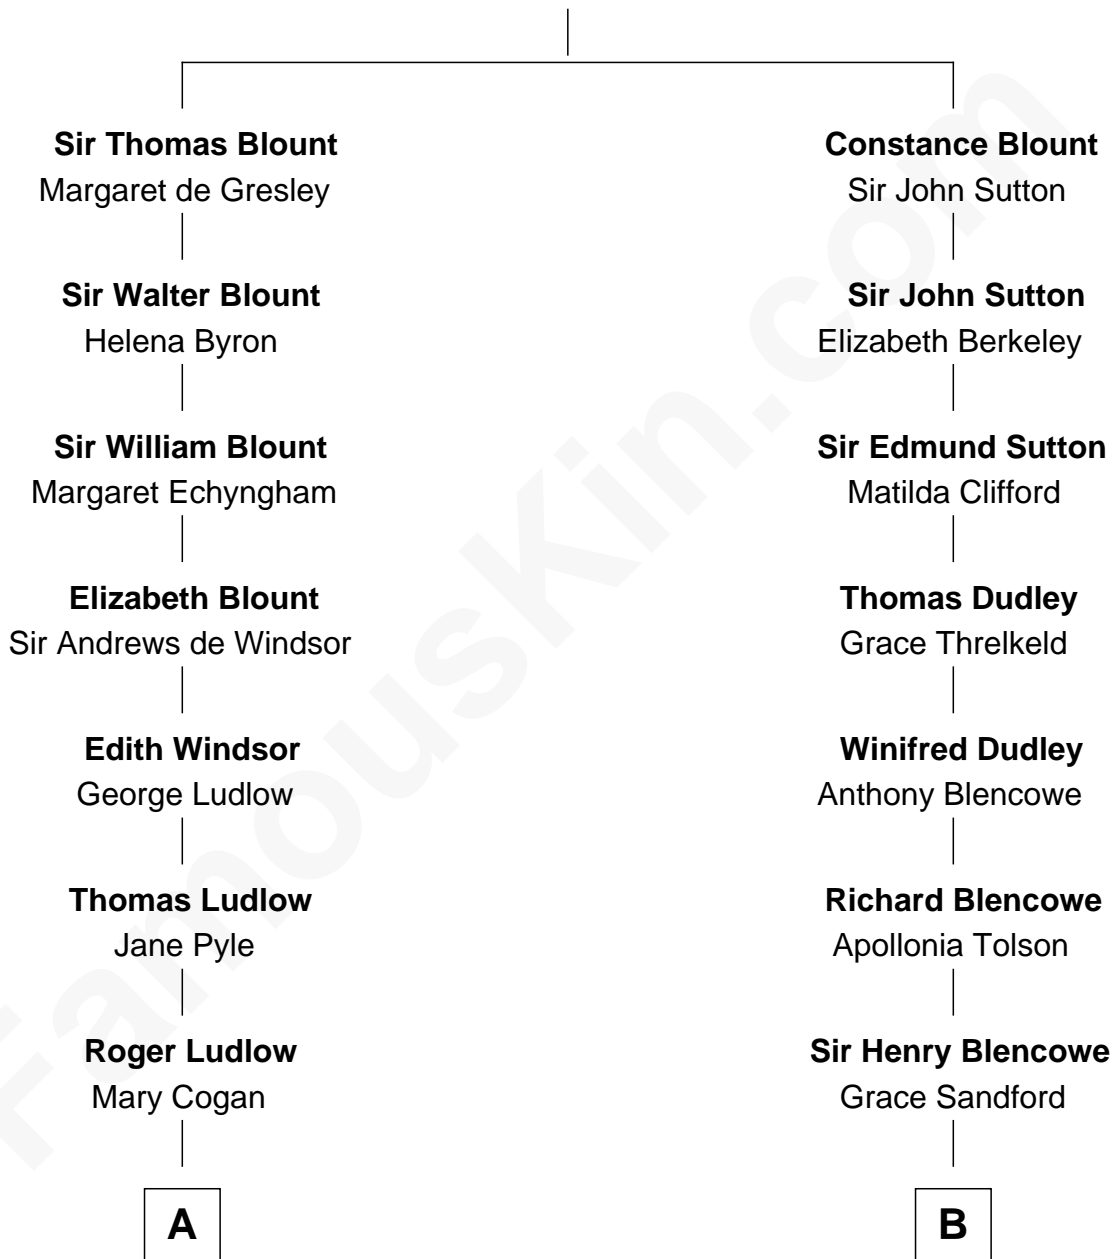 Sir Thomas Blount
Margaret de Gresley
Sir Walter Blount
Helena Byron
Sir William Blount
Margaret Echyngham
Elizabeth Blount
Sir Andrews de Windsor
Edith Windsor
George Ludlow
Thomas Ludlow
Jane Pyle
Roger Ludlow
Mary Cogan
A
Constance Blount
Sir John Sutton
Sir John Sutton
Elizabeth Berkeley
Sir Edmund Sutton
Matilda Clifford
Thomas Dudley
Grace Threlkeld
Winifred Dudley
Anthony Blencowe
Richard Blencowe
Apollonia Tolson
Sir Henry Blencowe
Grace Sandford
B
FamousKin.com